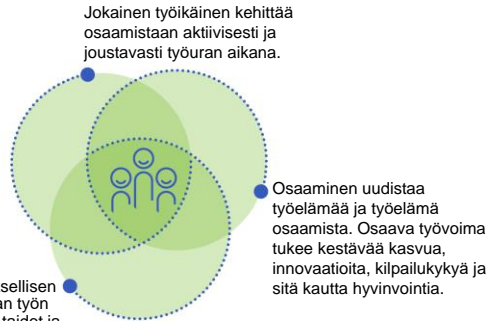 Jokainen työikäinen kehittää
osaamistaan aktiivisesti ja
joustavasti työuran aikana.
Osaaminen uudistaa
työelämää ja työelämä
osaamista. Osaava työvoima
tukee kestävää kasvua,
innovaatioita, kilpailukykyä ja
sitä kautta hyvinvointia.
työn